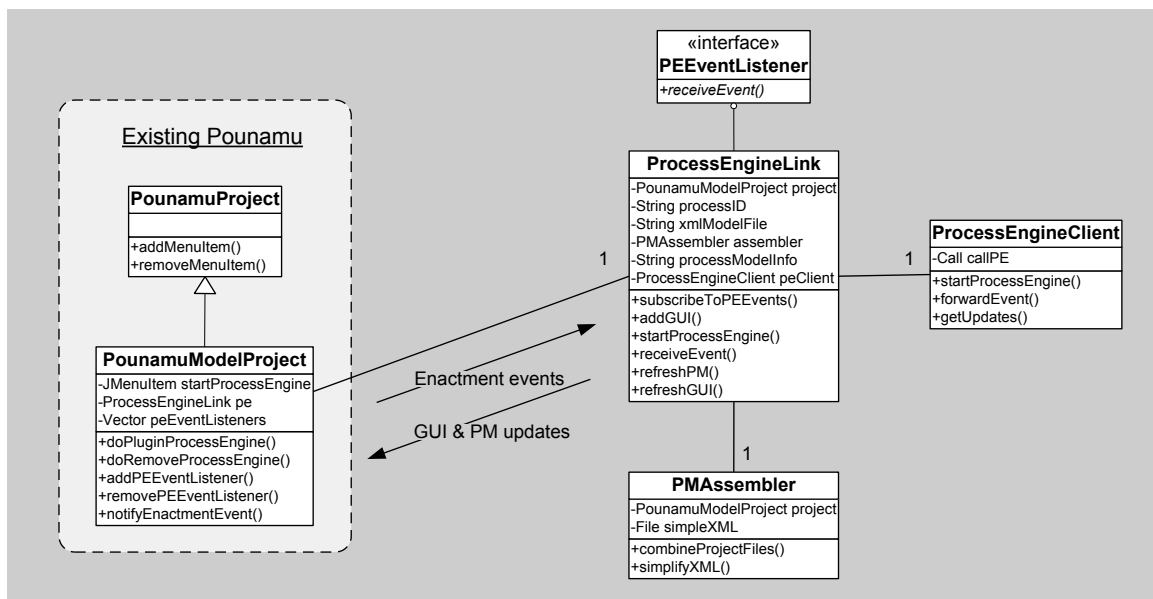 «interface»
PEEventListener
+receiveEvent()
Existing Pounamu
PounamuProject
+addMenuItem()
+removeMenuItem()
PounamuModelProject
-JMenuItem startProcessEngine
-ProcessEngineLink pe
-Vector peEventListeners
+doPluginProcessEngine()
+doRemoveProcessEngine()
+addPEEventListener()
+removePEEventListener()
+notifyEnactmentEvent()
1
Enactment events
GUI & PM updates
ProcessEngineLink
-PounamuModelProject project
-String processID
-String xmlModelFile
-PMAssembler assembler
-String processModelInfo
-ProcessEngineClient peClient
+subscribeToPEEvents()
+addGUI()
+startProcessEngine()
+receiveEvent()
+refreshPM()
+refreshGUI()
1
ProcessEngineClient
-Call callPE
+startProcessEngine()
+forwardEvent()
+getUpdates()
1
PMAssembler
-PounamuModelProject project
-File simpleXML
+combineProjectFiles()
+simplifyXML()